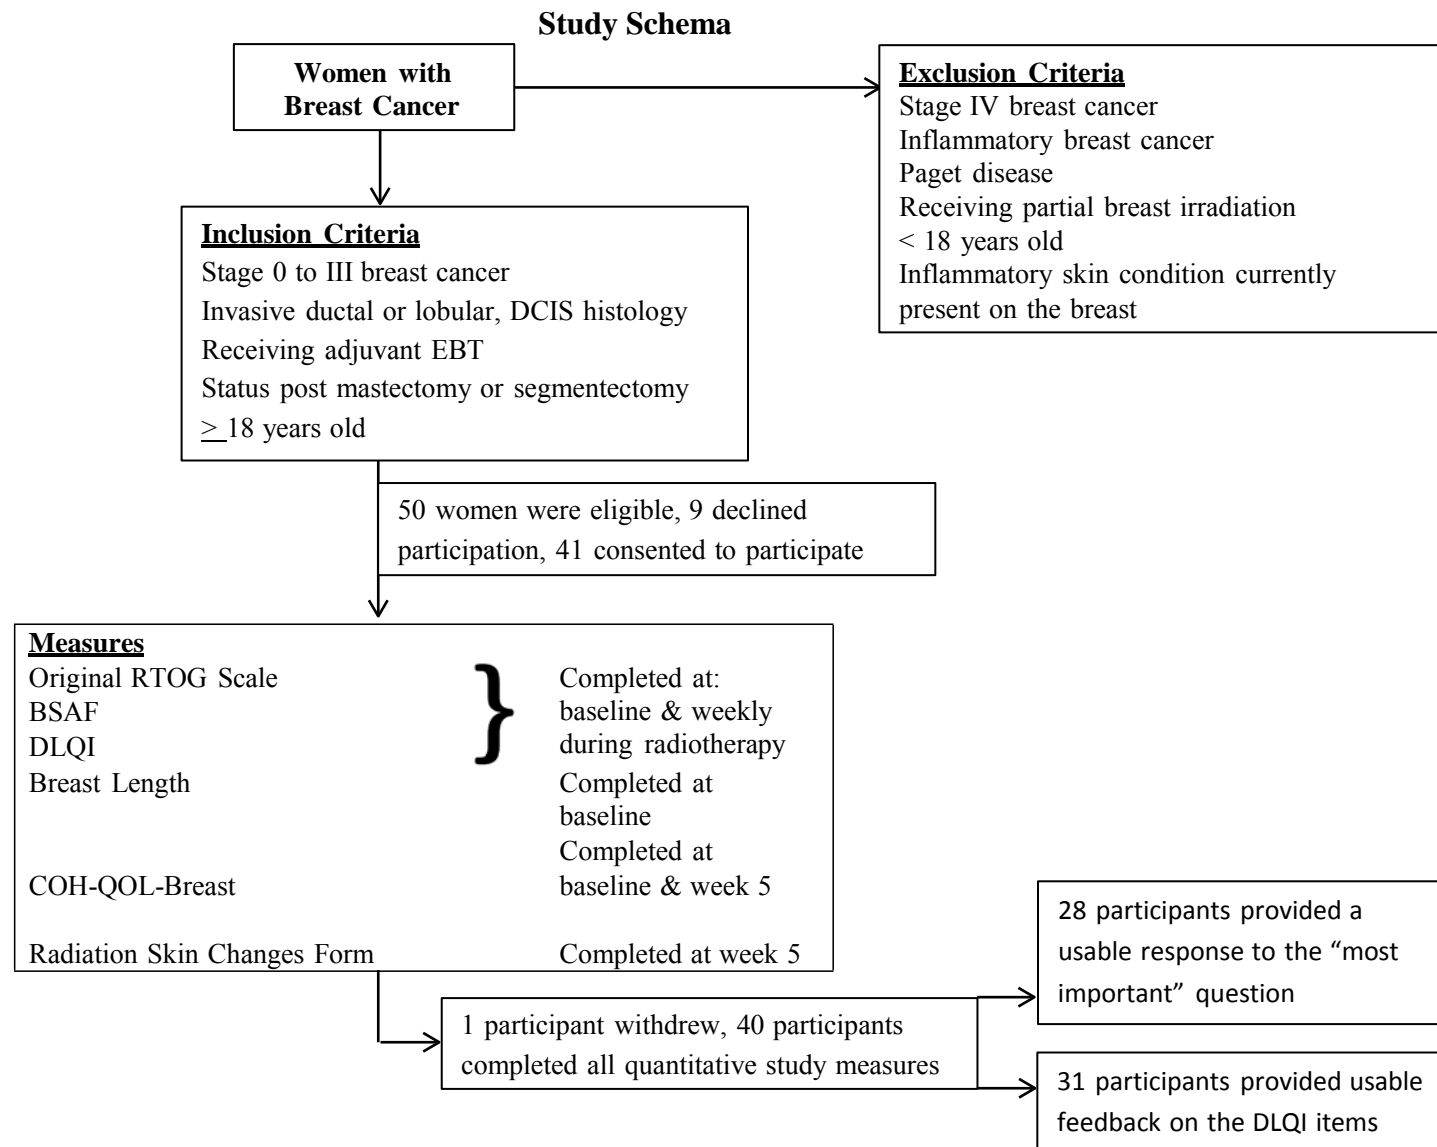 Study Schema
Women with
Breast Cancer
Exclusion Criteria
Stage IV breast cancer
Inflammatory breast cancer
Paget disease
Receiving partial breast irradiation
< 18 years old
Inflammatory skin condition currently
present on the breast
Inclusion Criteria
Stage 0 to III breast cancer
Invasive ductal or lobular, DCIS histology
Receiving adjuvant EBT
Status post mastectomy or segmentectomy
> 18 years old
50 women were eligible, 9 declined
participation, 41 consented to participate
Measures
Original RTOG Scale } Completed at:
BSAF baseline & weekly
DLQI during radiotherapy
Breast Length Completed at
baseline
Completed at
COH-QOL-Breast baseline & week 5
Radiation Skin Changes Form Completed at week 5
1 participant withdrew, 40 participants
completed all quantitative study measures
28 participants provided a
usable response to the “most
important” question
31 participants provided usable
feedback on the DLQI items